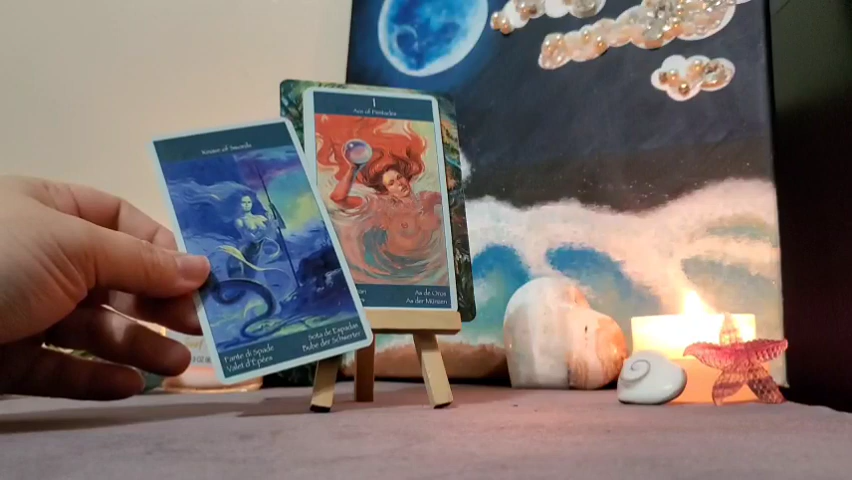 Knave of Swords
Fante di Spade
Valet d'Épées
Sota de Espadas
Bube der Schwerter
I
Ace of Pentacles
As de Oros
As der Münzen